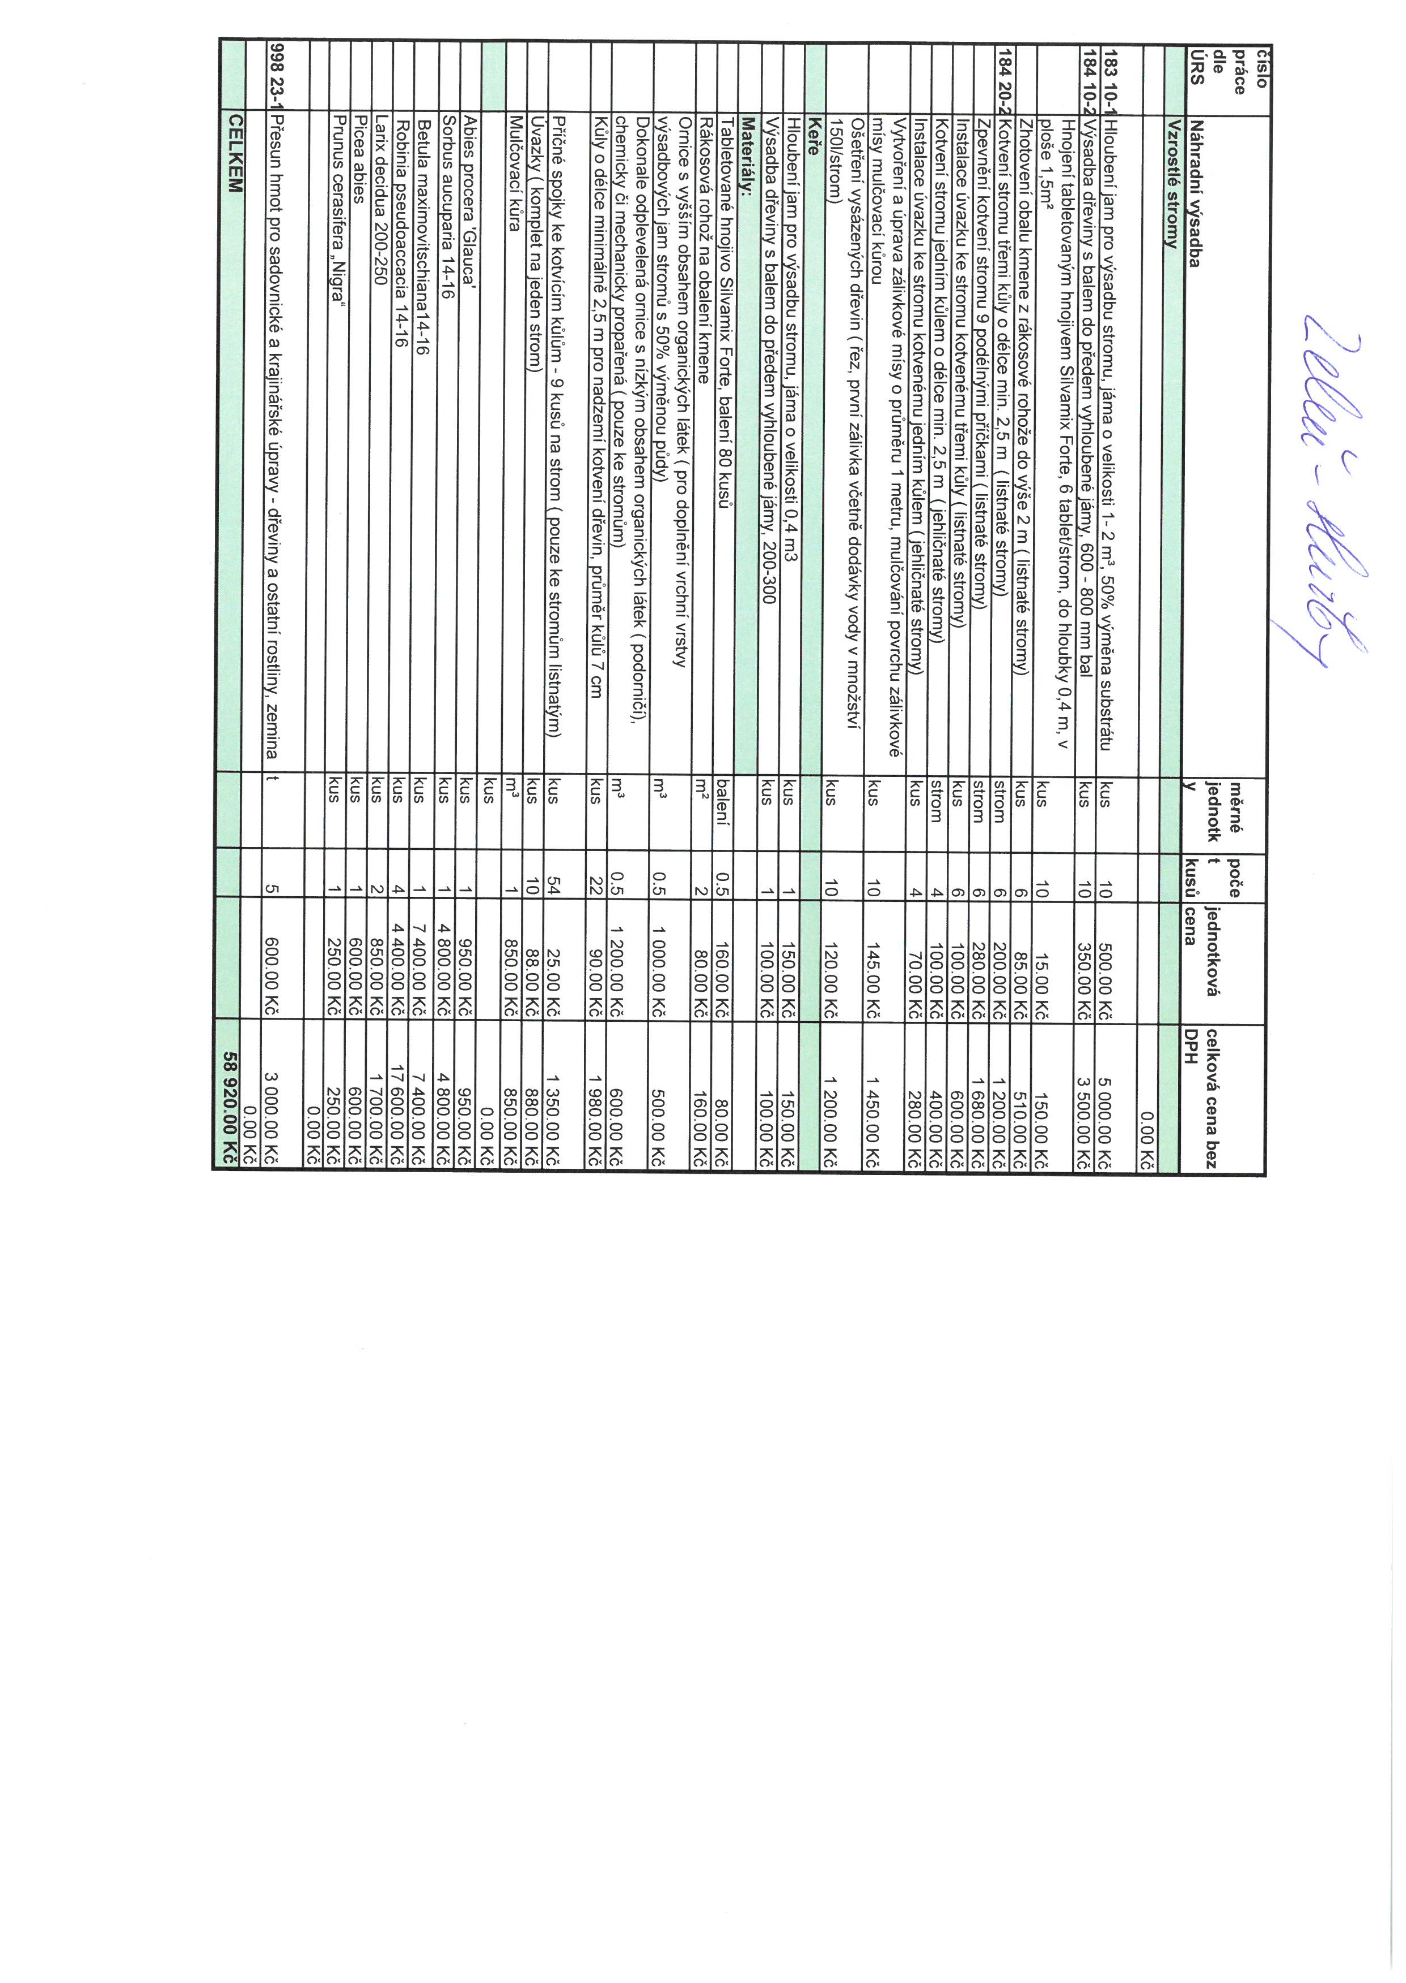 Zeleň - služby
číslo práce dle ÚRS Náhradní výsadba měrné jednotky počet kusů jednotková cena celková cena bez DPH
Vzrostlé stromy
0.00 Kč
183 10-1 Hloubení jam pro výsadbu stromu, jáma o velikosti 1- 2 m³, 50% výměna substrátu kus 10 500.00 Kč 5 000.00 Kč
184 10-2 Výsadba dřeviny s balem do předem vyhloubené jámy, 600 - 800 mm bal kus 10 350.00 Kč 3 500.00 Kč
Hnojení tabletovaným hnojivem Silvamix Forte, 6 tablet/strom, do hloubky 0,4 m, v
ploše 1,5m² kus 10 15.00 Kč 150.00 Kč
Zhotovení obalu kmene z rákosové rohože do výše 2 m ( listnaté stromy) kus 6 85.00 Kč 510.00 Kč
184 20-2 Kotvení stromu třemi kůly o délce min. 2,5 m ( listnaté stromy) strom 6 200.00 Kč 1 200.00 Kč
Zpevnění kotvení stromu 9 podélnými příčkami ( listnaté stromy) strom 6 280.00 Kč 1 680.00 Kč
Instalace úvazku ke stromu kotvenému třemi kůly ( listnaté stromy) kus 6 100.00 Kč 600.00 Kč
Kotvení stromu jedním kůlem o délce min. 2,5 m ( jehličnaté stromy) strom 4 100.00 Kč 400.00 Kč
Instalace úvazku ke stromu kotvenému jedním kůlem ( jehličnaté stromy) kus 4 70.00 Kč 280.00 Kč
Vytvoření a úprava zálivkové mísy o průměru 1 metru, mulčování povrchu zálivkové
mísy mulčovací kůrou kus 10 145.00 Kč 1 450.00 Kč
Ošetření vysázených dřevin ( řez, první zálivka včetně dodávky vody v množství
150l/strom) kus 10 120.00 Kč 1 200.00 Kč
Keře
Hloubení jam pro výsadbu stromu, jáma o velikosti 0,4 m3 kus 1 150.00 Kč 150.00 Kč
Výsadba dřeviny s balem do předem vyhloubené jámy, 200-300 kus 1 100.00 Kč 100.00 Kč
Materiály:
Tabletované hnojivo Silvamix Forte, balení 80 kusů balení 0.5 160.00 Kč 80.00 Kč
Rákosová rohož na obalení kmene m² 2 80.00 Kč 160.00 Kč
Ornice s vyšším obsahem organických látek ( pro doplnění vrchní vrstvy
výsadbových jam stromů s 50% výměnou půdy) m³ 0.5 1 000.00 Kč 500.00 Kč
Dokonale odplevelená ornice s nízkým obsahem organických látek ( podorničí),
chemicky či mechanicky propařená ( pouze ke stromům) m³ 0.5 1 200.00 Kč 600.00 Kč
Kůly o délce minimálně 2,5 m pro nadzemí kotvení dřevin, průměr kůlů 7 cm kus 22 90.00 Kč 1 980.00 Kč
Příčné spojky ke kotvícím kůlům - 9 kusů na strom ( pouze ke stromům listnatým) kus 54 25.00 Kč 1 350.00 Kč
Úvazky ( komplet na jeden strom) kus 10 88.00 Kč 880.00 Kč
Mulčovací kůra m³ 1 850.00 Kč 850.00 Kč
kus 0.00 Kč
Abies procera 'Glauca' kus 1 950.00 Kč 950.00 Kč
Sorbus aucuparia 14-16 kus 1 4 800.00 Kč 4 800.00 Kč
Betula maximovitschiana14-16 kus 1 7 400.00 Kč 7 400.00 Kč
Robinia pseudoaccacia 14-16 kus 4 4 400.00 Kč 17 600.00 Kč
Larix decidua 200-250 kus 2 850.00 Kč 1 700.00 Kč
Picea abies kus 1 600.00 Kč 600.00 Kč
Prunus cerasifera „Nigra“ kus 1 250.00 Kč 250.00 Kč
0.00 Kč
998 23-1 Přesun hmot pro sadovnické a krajinářské úpravy - dřeviny a ostatní rostliny, zemina t 5 600.00 Kč 3 000.00 Kč
0.00 Kč
CELKEM 58 920.00 Kč